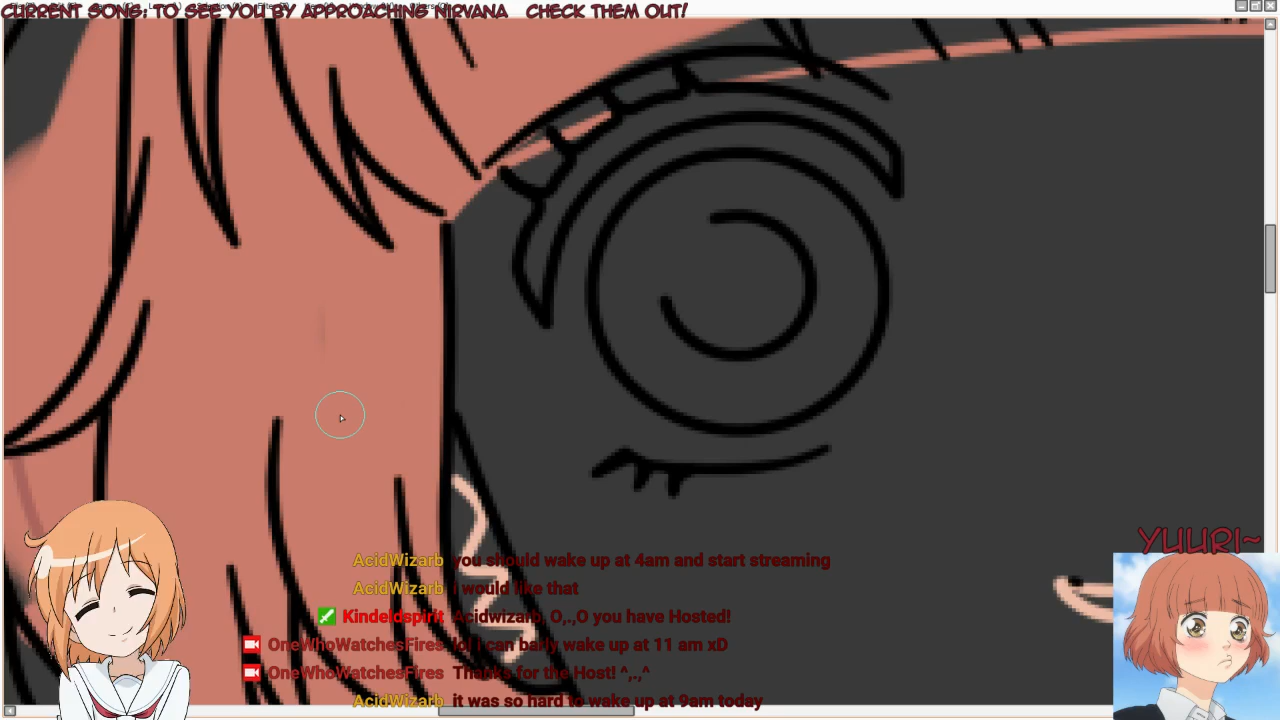 CURRENT SONG: TO SEE YOU BY APPROACHING NIRVANA   CHECK THEM OUT!
YUURI~
AcidWizarb you should wake up at 4am and start streaming
AcidWizarb i would like that
Kindeldspirit Acidwizarb, O,.,O you have Hosted!
OneWhoWatchesFires lol i can barly wake up at 11 am xD
OneWhoWatchesFires Thanks for the Host! ^,.,^
AcidWizarb it was so hard to wake up at 9am today